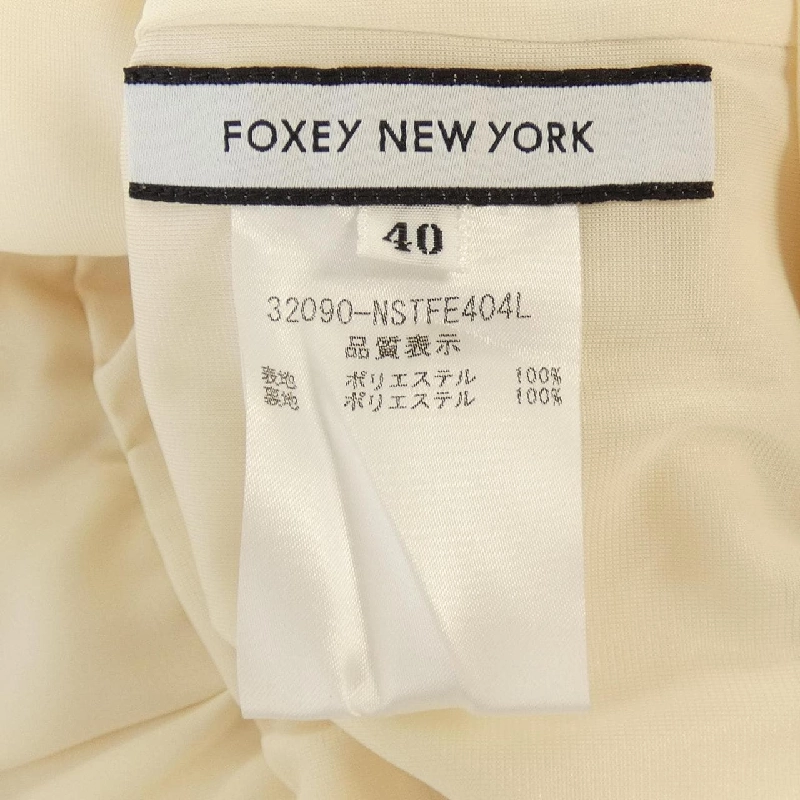 FOXEY NEW YORK
40
32090-NSTFE404L
品質表示
表地 ポリエステル 100%
裏地 ポリエステル 100%